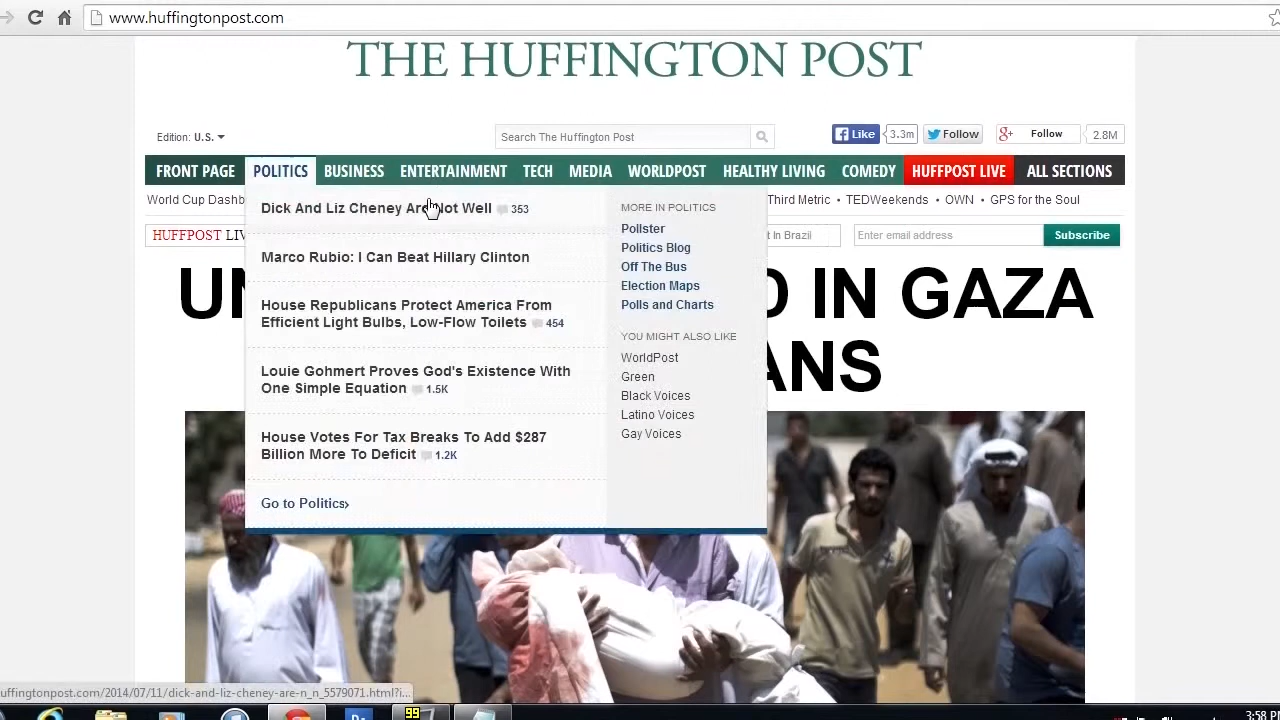 www.huffingtonpost.com
THE HUFFINGTON POST
Edition: U.S.
Search The Huffington Post
Like
3.3m
Follow
Follow
2.8M
FRONT PAGE
POLITICS
BUSINESS
ENTERTAINMENT
TECH
MEDIA
WORLDPOST
HEALTHY LIVING
COMEDY
HUFFPOST LIVE
ALL SECTIONS
World Cup
Third Metric • TEDWeekends • OWN • GPS for the Soul
HUFFPOST
t In Brazil
Enter email address
Subscribe
Dick And Liz Cheney Are Not Well 353
Marco Rubio: I Can Beat Hillary Clinton
House Republicans Protect America From
Efficient Light Bulbs, Low-Flow Toilets 454
Louie Gohmert Proves God's Existence With
One Simple Equation 1.5K
House Votes For Tax Breaks To Add $287
Billion More To Deficit 1.2K
Go to Politics›
MORE IN POLITICS
Pollster
Politics Blog
Off The Bus
Election Maps
Polls and Charts
YOU MIGHT ALSO LIKE
WorldPost
Green
Black Voices
Latino Voices
Gay Voices
IN GAZA
uffingtonpost.com/2014/07/11/dick-and-liz-cheney-are-n_n_5579071.html?i...
99
3:58 P